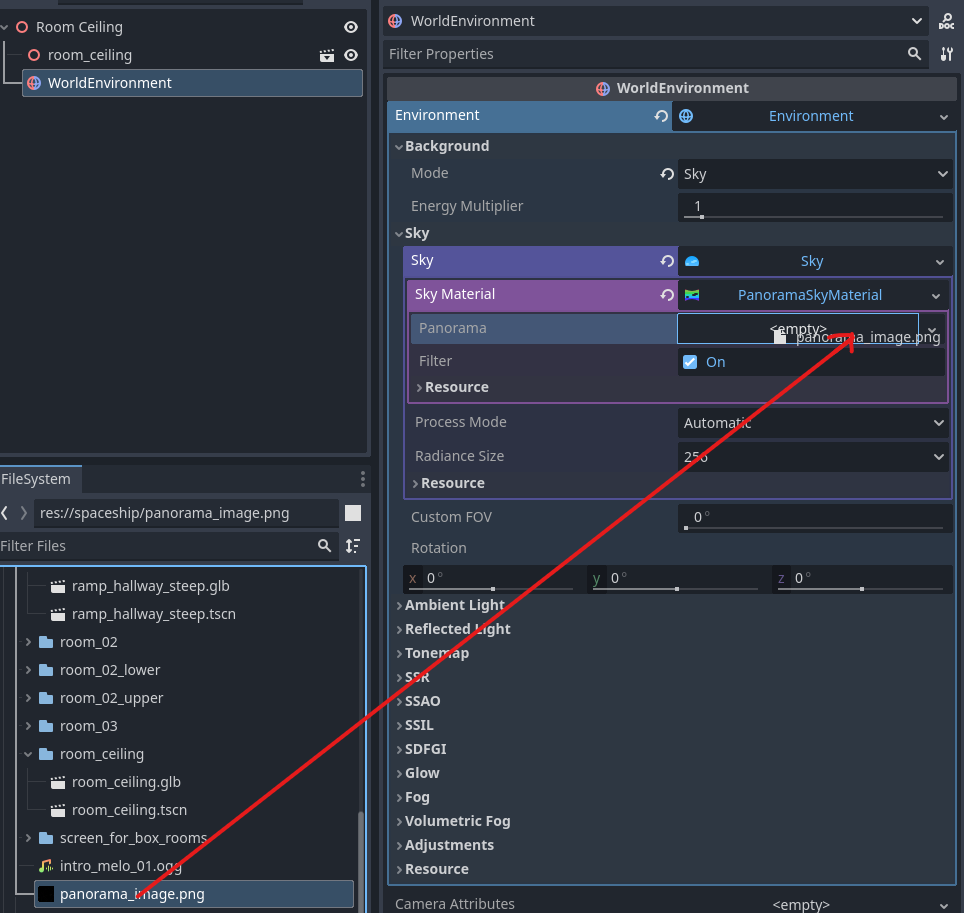 Room Ceiling
room_ceiling
WorldEnvironment
FileSystem
res://spaceship/panorama_image.png
Filter Files
ramp_hallway_steep.glb
ramp_hallway_steep.tscn
room_02
room_02_lower
room_02_upper
room_03
room_ceiling
room_ceiling.glb
room_ceiling.tscn
screen_for_box_rooms
intro_melo_01.ogg
panorama_image.png
WorldEnvironment
DOC
Filter Properties
WorldEnvironment
Environment Environment
Background
Mode Sky
Energy Multiplier 1
Sky
Sky Sky
Sky Material PanoramaSkyMaterial
Panorama <empty>
panorama_image.png
Filter On
Resource
Process Mode Automatic
Radiance Size 256
Resource
Custom FOV 0°
Rotation
x 0° y 0° z 0°
Ambient Light
Reflected Light
Tonemap
SSR
SSAO
SSIL
SDFGI
Glow
Fog
Volumetric Fog
Adjustments
Resource
Camera Attributes <empty>